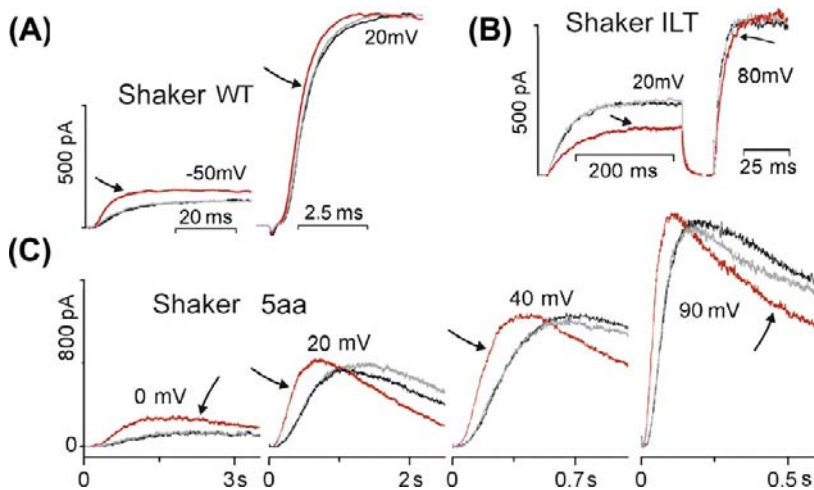 (A)
Shaker WT
500 pA
-50mV
20 ms
20mV
2.5 ms
(B)
Shaker ILT
500 pA
20mV
200 ms
80mV
25 ms
(C)
Shaker 5aa
800 pA
0
0 mV
20 mV
40 mV
90 mV
0
3s
0
2s
0
0.7s
0
0.5s